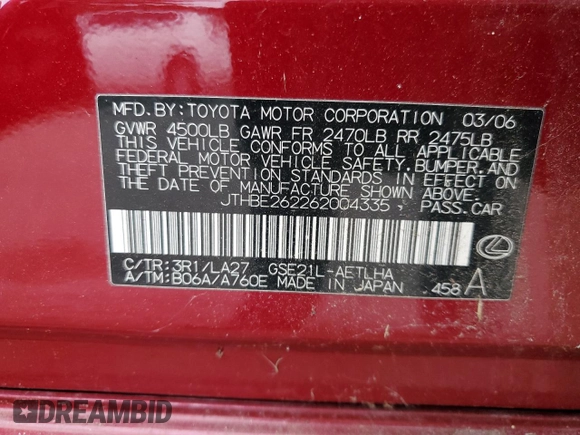 MFD. BY: TOYOTA MOTOR CORPORATION 03/06
GVWR 4500LB GAWR FR 2470LB RR 2475LB
THIS VEHICLE CONFORMS TO ALL APPLICABLE
FEDERAL MOTOR VEHICLE SAFETY, BUMPER, AND
THEFT PREVENTION STANDARDS IN EFFECT ON
THE DATE OF MANUFACTURE SHOWN ABOVE.
JTHBE262262004335 PASS. CAR
C/TR: 3R1/LA27 GSE21L-AETLHA
A/TM: B06A/A760E MADE IN JAPAN 458 A
DREAMBID